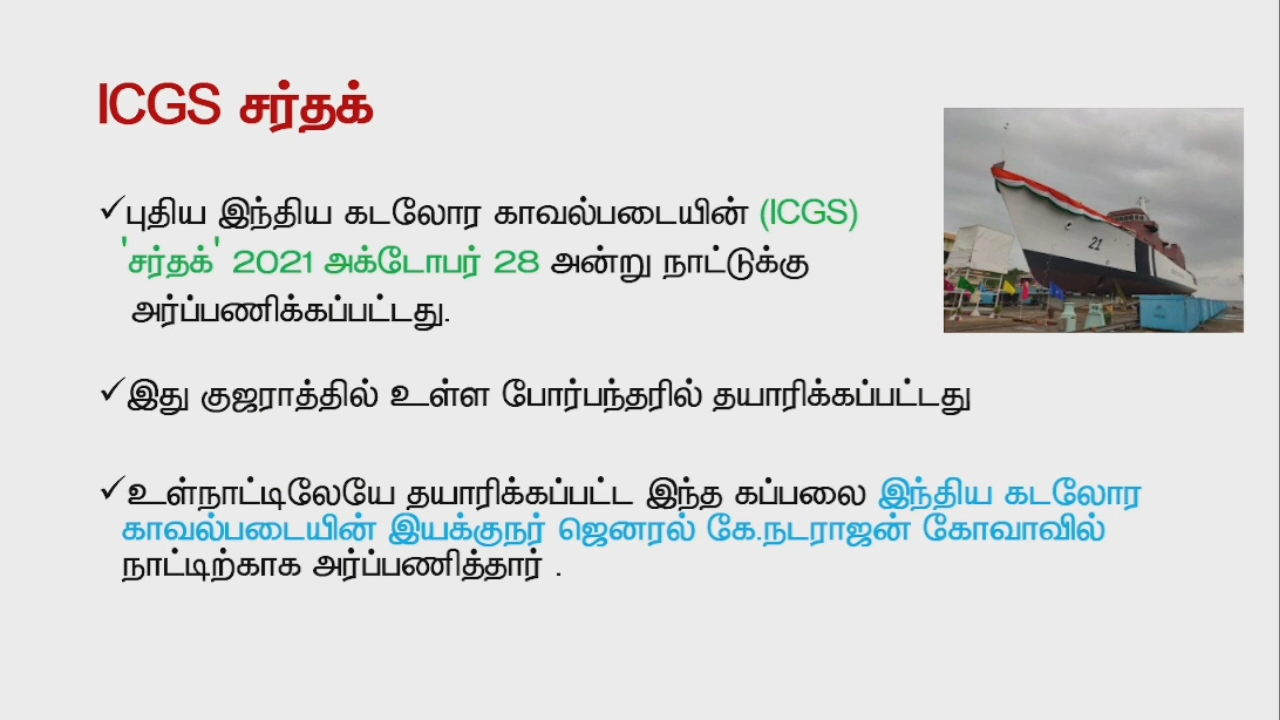 ICGS சர்தக்
✓புதிய இந்திய கடலோர காவல்படையின் (ICGS)
'சர்தக்' 2021 அக்டோபர் 28 அன்று நாட்டுக்கு
அர்ப்பணிக்கப்பட்டது.
✓இது குஜராத்தில் உள்ள போர்பந்தரில் தயாரிக்கப்பட்டது
✓உள்நாட்டிலேயே தயாரிக்கப்பட்ட இந்த கப்பலை இந்திய கடலோர
காவல்படையின் இயக்குநர் ஜெனரல் கே.நடராஜன் கோவாவில்
நாட்டிற்காக அர்ப்பணித்தார் .
21